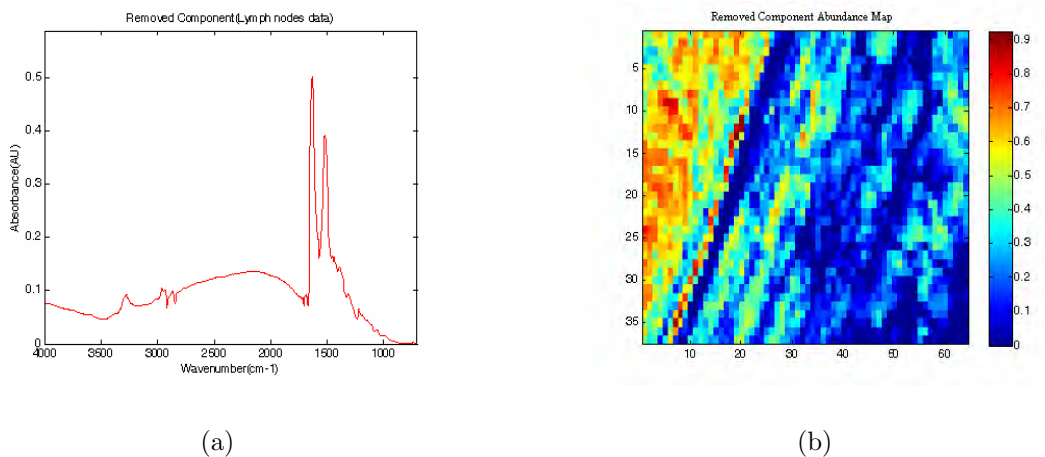 Removed Component(Lymph nodes data)
Absorbance(AU)
0.5
0.4
0.3
0.2
0.1
0
4000 3000 2000 1500 1000
Wavenumber(cm-1)
(a)
Removed Component Abundance Map
5
10
15
20
25
30
35
10 20 30 40 50 60
0.9
0.8
0.7
0.6
0.5
0.4
0.3
0.2
0.1
0
(b)